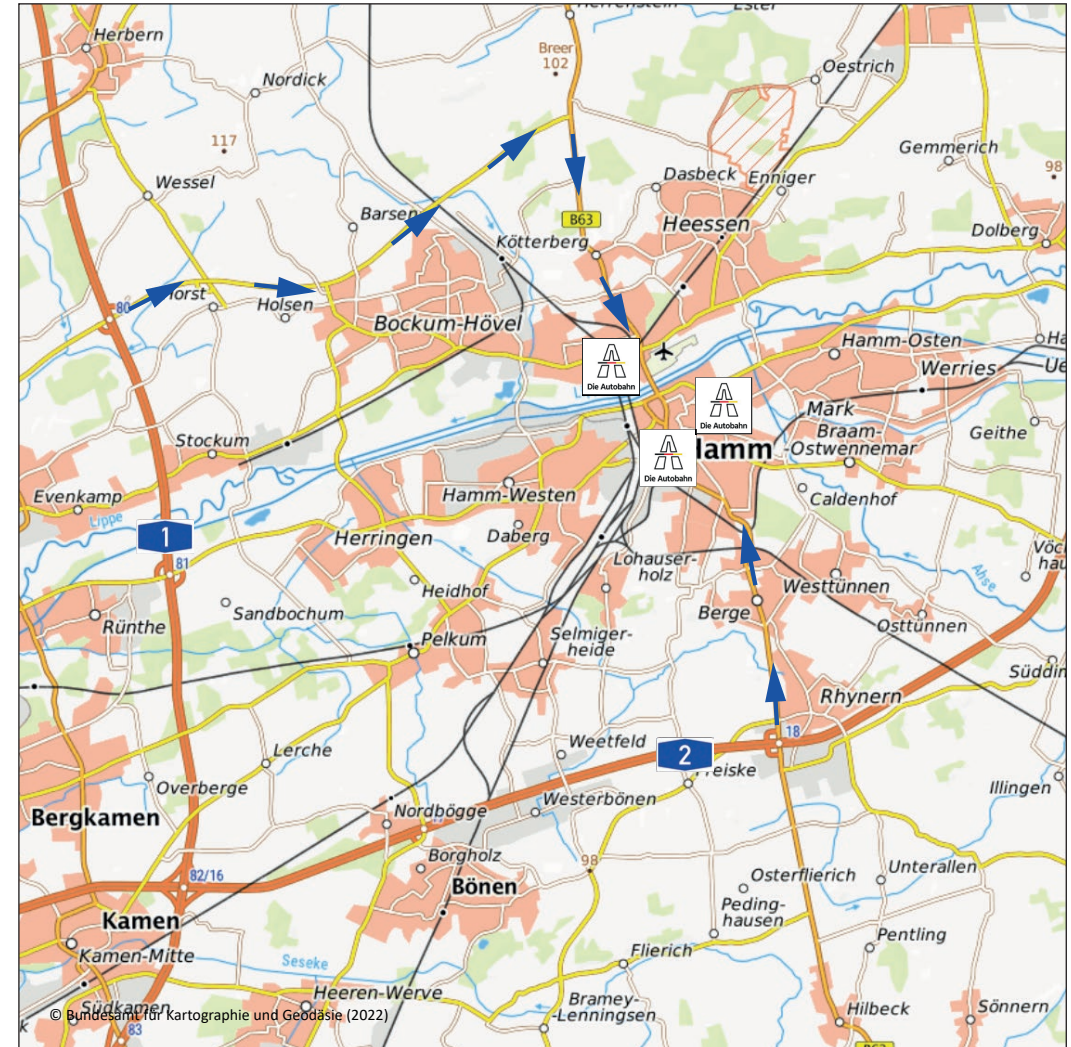 Herrenstein
Ester
Herbern
Breer
102
Oestrich
Nordick
117
Gemmerich
98
Wessel
Dasbeck
Enniger
Barsen
B63
Heessen
Dolberg
Kötterberg
80
Horst
Holsen
Bockum-Hövel
Hamm-Osten
Die Autobahn
Werries
Die Autobahn
Mark
Stockum
Braam-
-Ostwennemar
Geithe
Hamm
Die Autobahn
Evenkamp
Hamm-Westen
Caldenhof
Lippe
1
Herringen
Daberg
81
Lohauser-
holz
Westtünnen
Ahse
Heidhof
Sandbochum
Berge
Rünthe
Osttünnen
Pelkum
Selmiger-
heide
Rhynern
18
Weetfeld
2
Lerche
Freiske
Overberge
Westerbönen
Illingen
Bergkamen
Nordbögge
Borgholz
98
Unterallen
82/16
Bönen
Osterflierich
Peding-
hausen
Kamen
Kamen-Mitte
Pentling
Flierich
Seseke
Heeren-Werve
Bramey-
-Lenningsen
Südkamen
Hilbeck
Sönnern
© Bundesamt für Kartographie und Geodäsie (2022)
83
B63